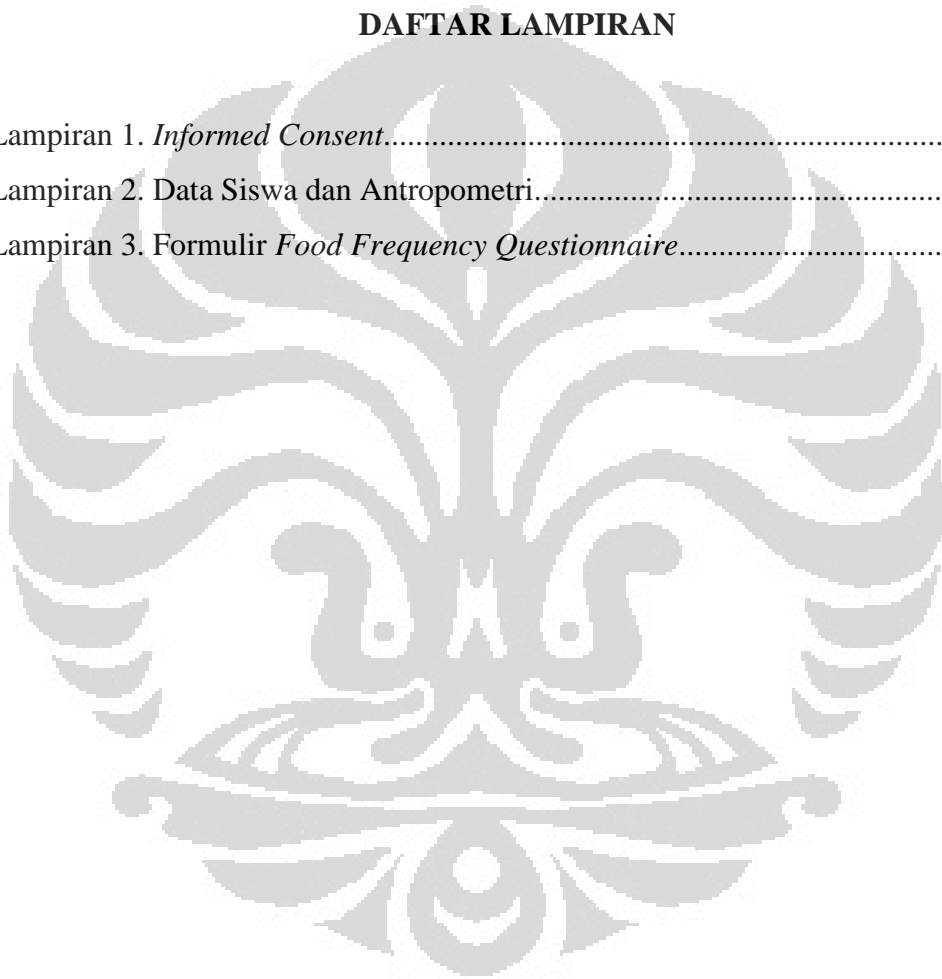 DAFTAR LAMPIRAN
Lampiran 1. Informed Consent................................................................................
Lampiran 2. Data Siswa dan Antropometri..........................................................
Lampiran 3. Formulir Food Frequency Questionnaire.....................................